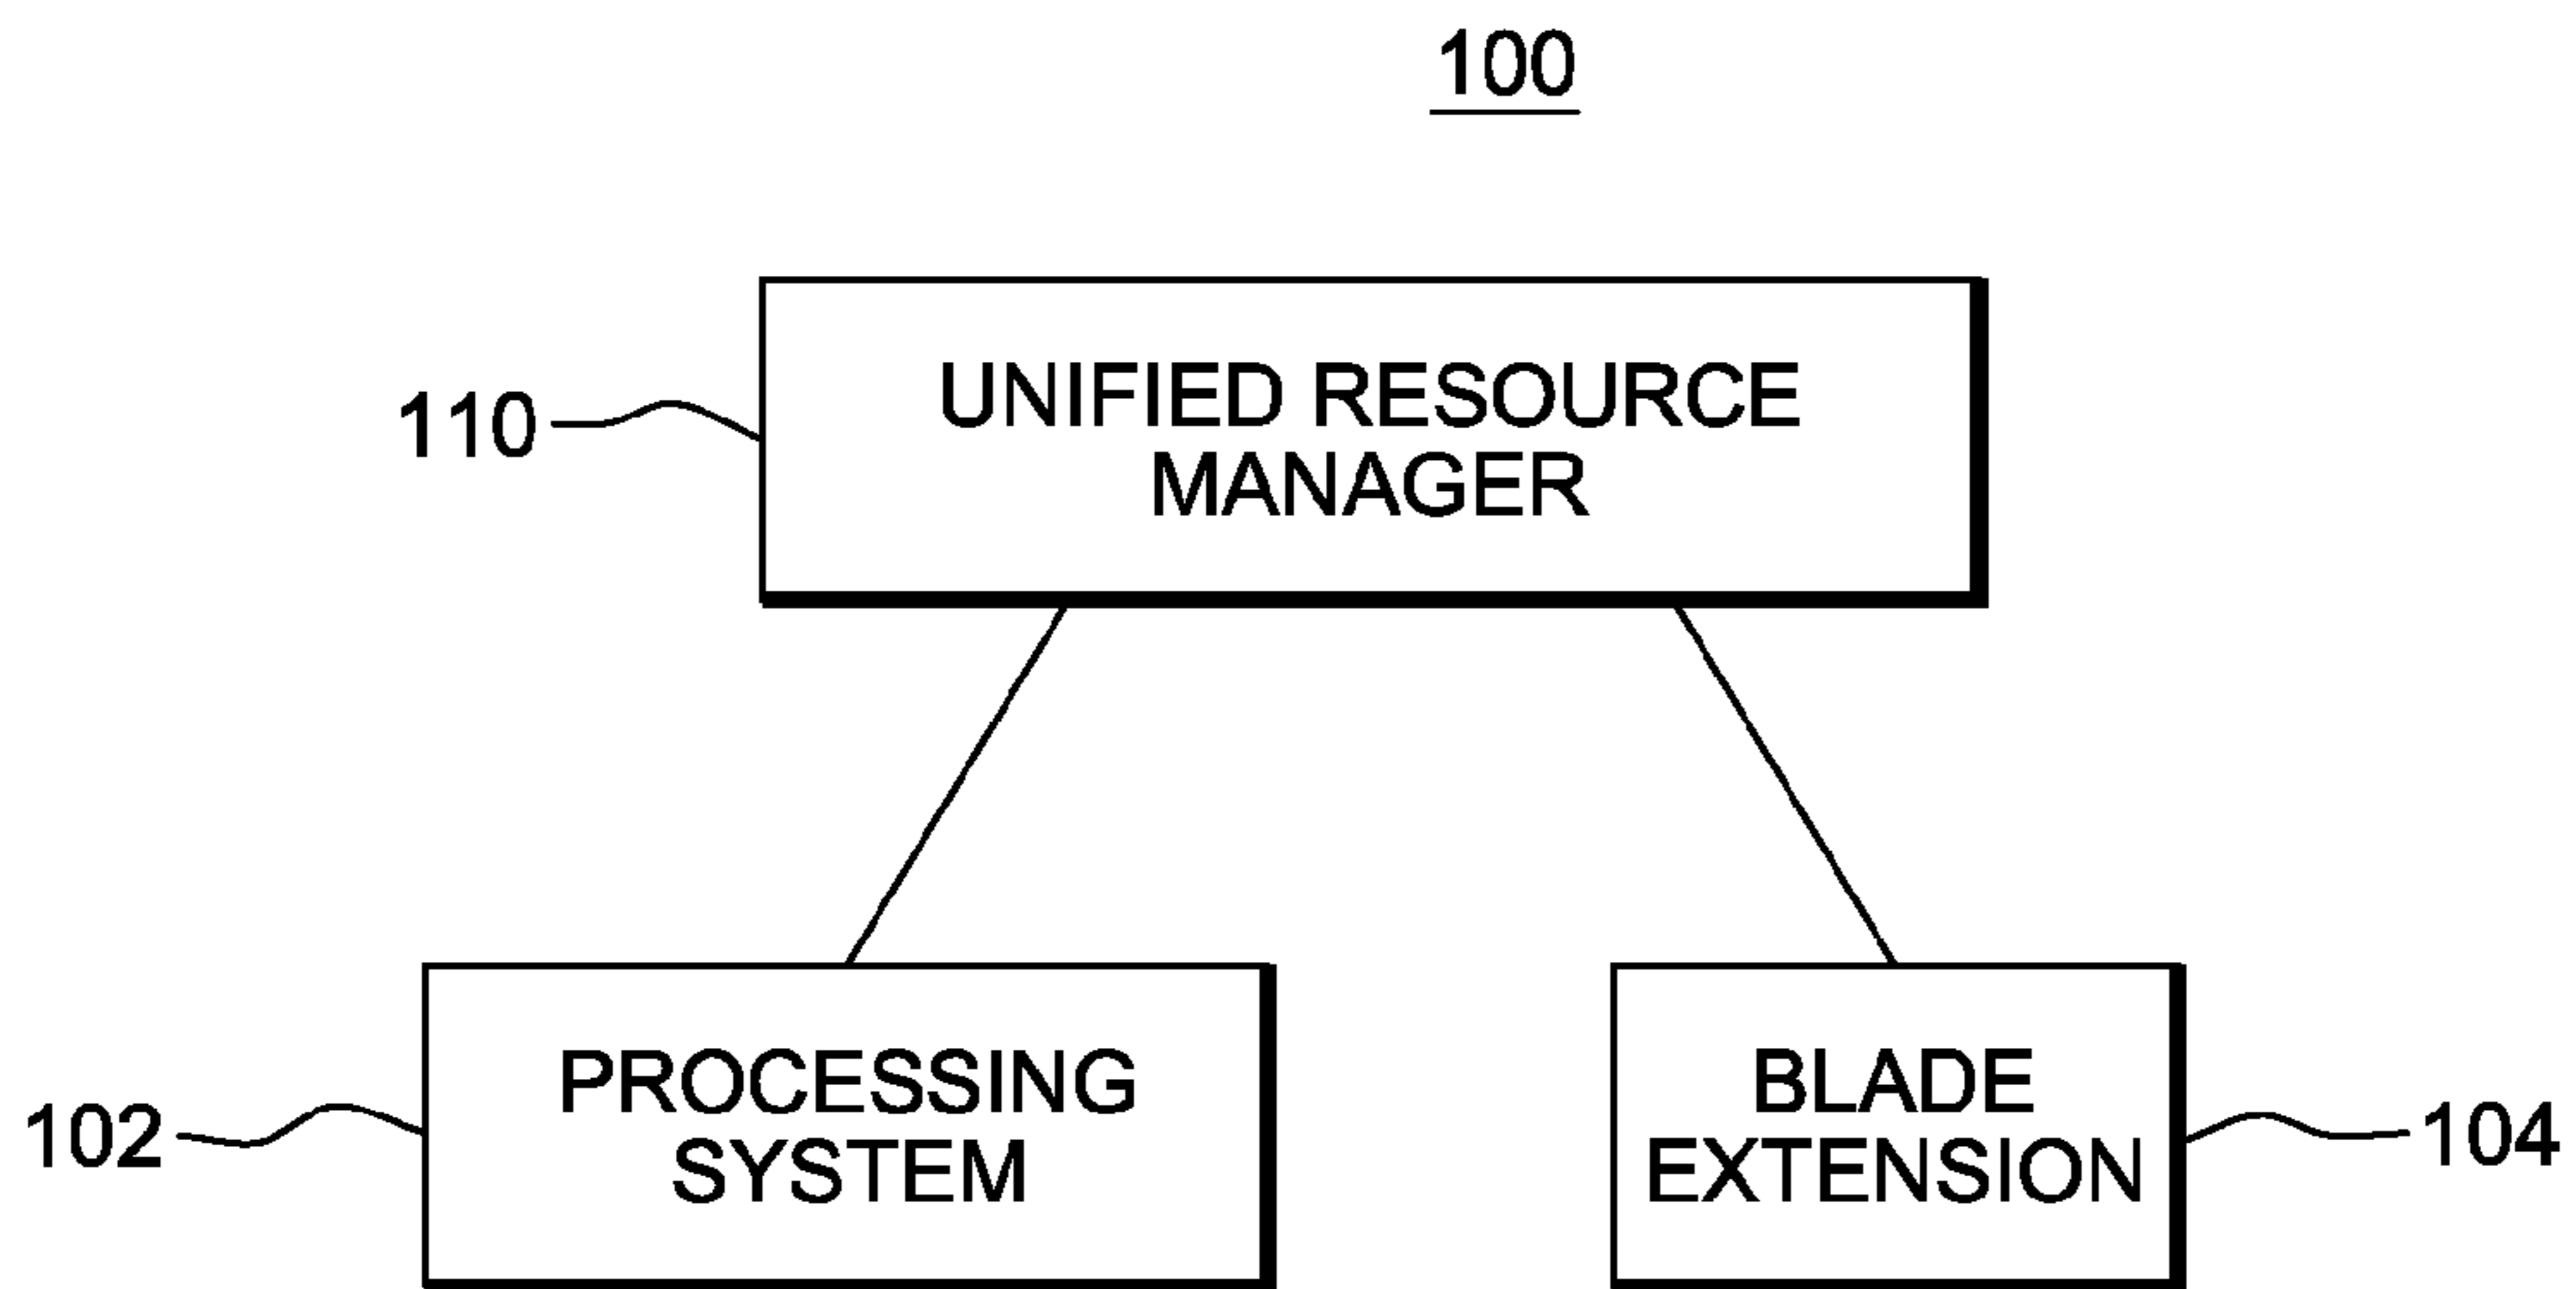 100
UNIFIED RESOURCE
MANAGER
110
PROCESSING
SYSTEM
102
BLADE
EXTENSION
104